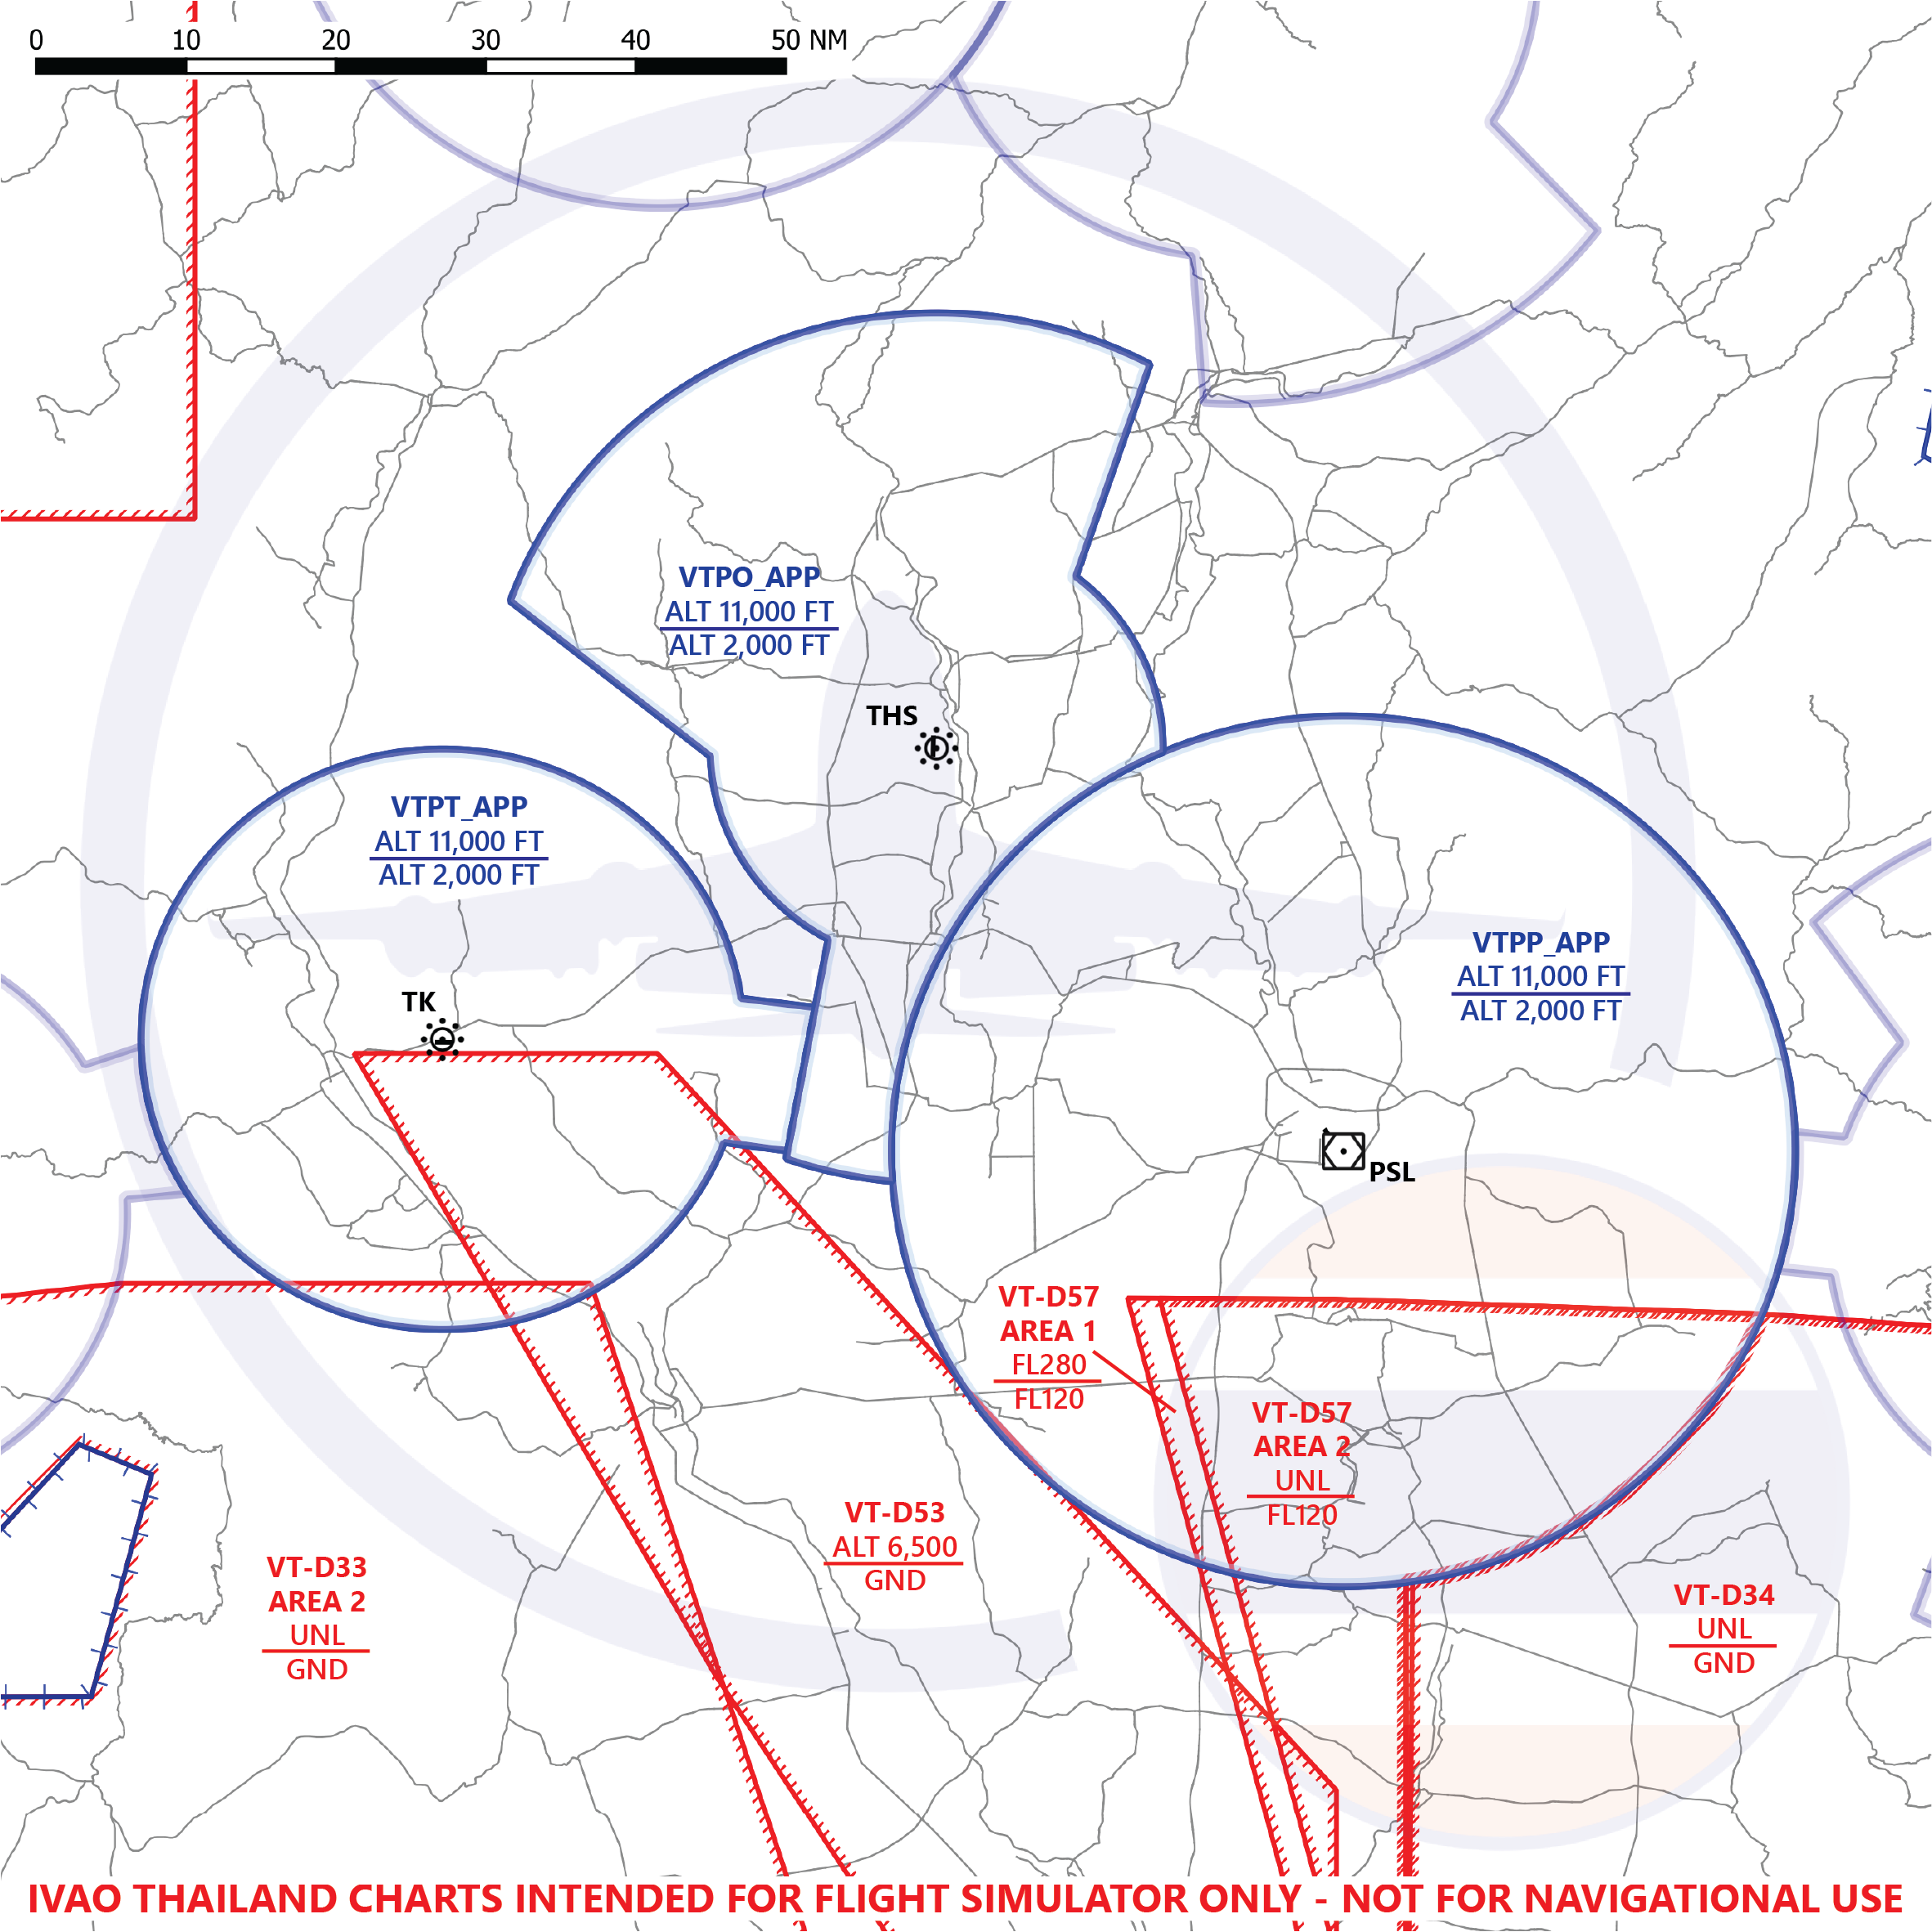 0 10 20 30 40 50 NM
VTPO_APP
ALT 11,000 FT
ALT 2,000 FT
THS
VTPT_APP
ALT 11,000 FT
ALT 2,000 FT
VTPP_APP
ALT 11,000 FT
ALT 2,000 FT
TK
PSL
VT-D57
AREA 1
FL280
FL120
VT-D57
AREA 2
UNL
FL120
VT-D53
ALT 6,500
GND
VT-D33
AREA 2
UNL
GND
VT-D34
UNL
GND
IVAO THAILAND CHARTS INTENDED FOR FLIGHT SIMULATOR ONLY - NOT FOR NAVIGATIONAL USE